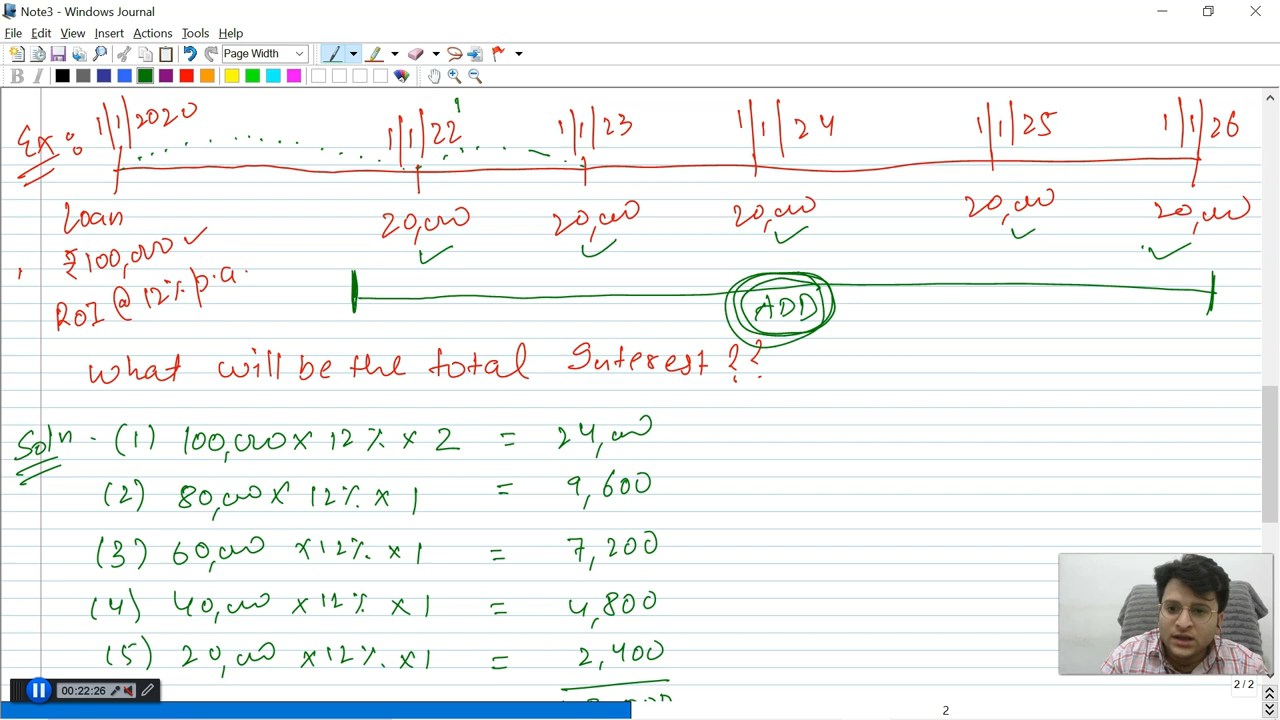 Note3 - Windows Journal
File Edit View Insert Actions Tools Help
Page Width
B I
Ex: 1|1|2020 1|1|22 1|1|23 1|1|24 1|1|25 1|1|26
Loan 20,000 20,000 20,000 20,000 20,000
₹100,000
RoI @ 12% p.a.
ADD
What will be the total Interest??
Soln - (1) 100,000 x 12% x 2 = 24,000
(2) 80,000 x 12% x 1 = 9,600
(3) 60,000 x 12% x 1 = 7,200
(4) 40,000 x 12% x 1 = 4,800
(5) 20,000 x 12% x 1 = 2,400
00:22:26
2/2
2